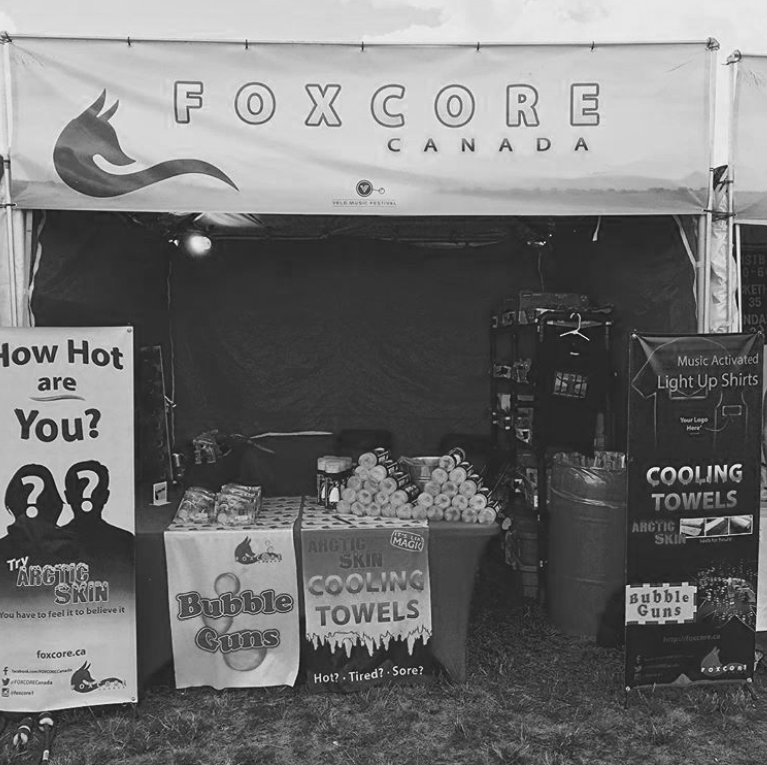 FOXCORE
CANADA
VELD MUSIC FESTIVAL
How Hot
are
You?
?
?
Try
ARCTIC
SKIN
You have to feel it to believe it
foxcore.ca
facebook.com/FOXCORECanada
@FOXCORECanada
@foxcore1
Bubble
Guns
ARCTIC
SKIN
IT'S LIKE
MAGIC
COOLING
TOWELS
Hot? · Tired? · Sore?
Music Activated
Light Up Shirts
Your Logo
Here
COOLING
TOWELS
ARCTIC
SKIN
Bubble
Guns
http://foxcore.ca
FOXCORE
35